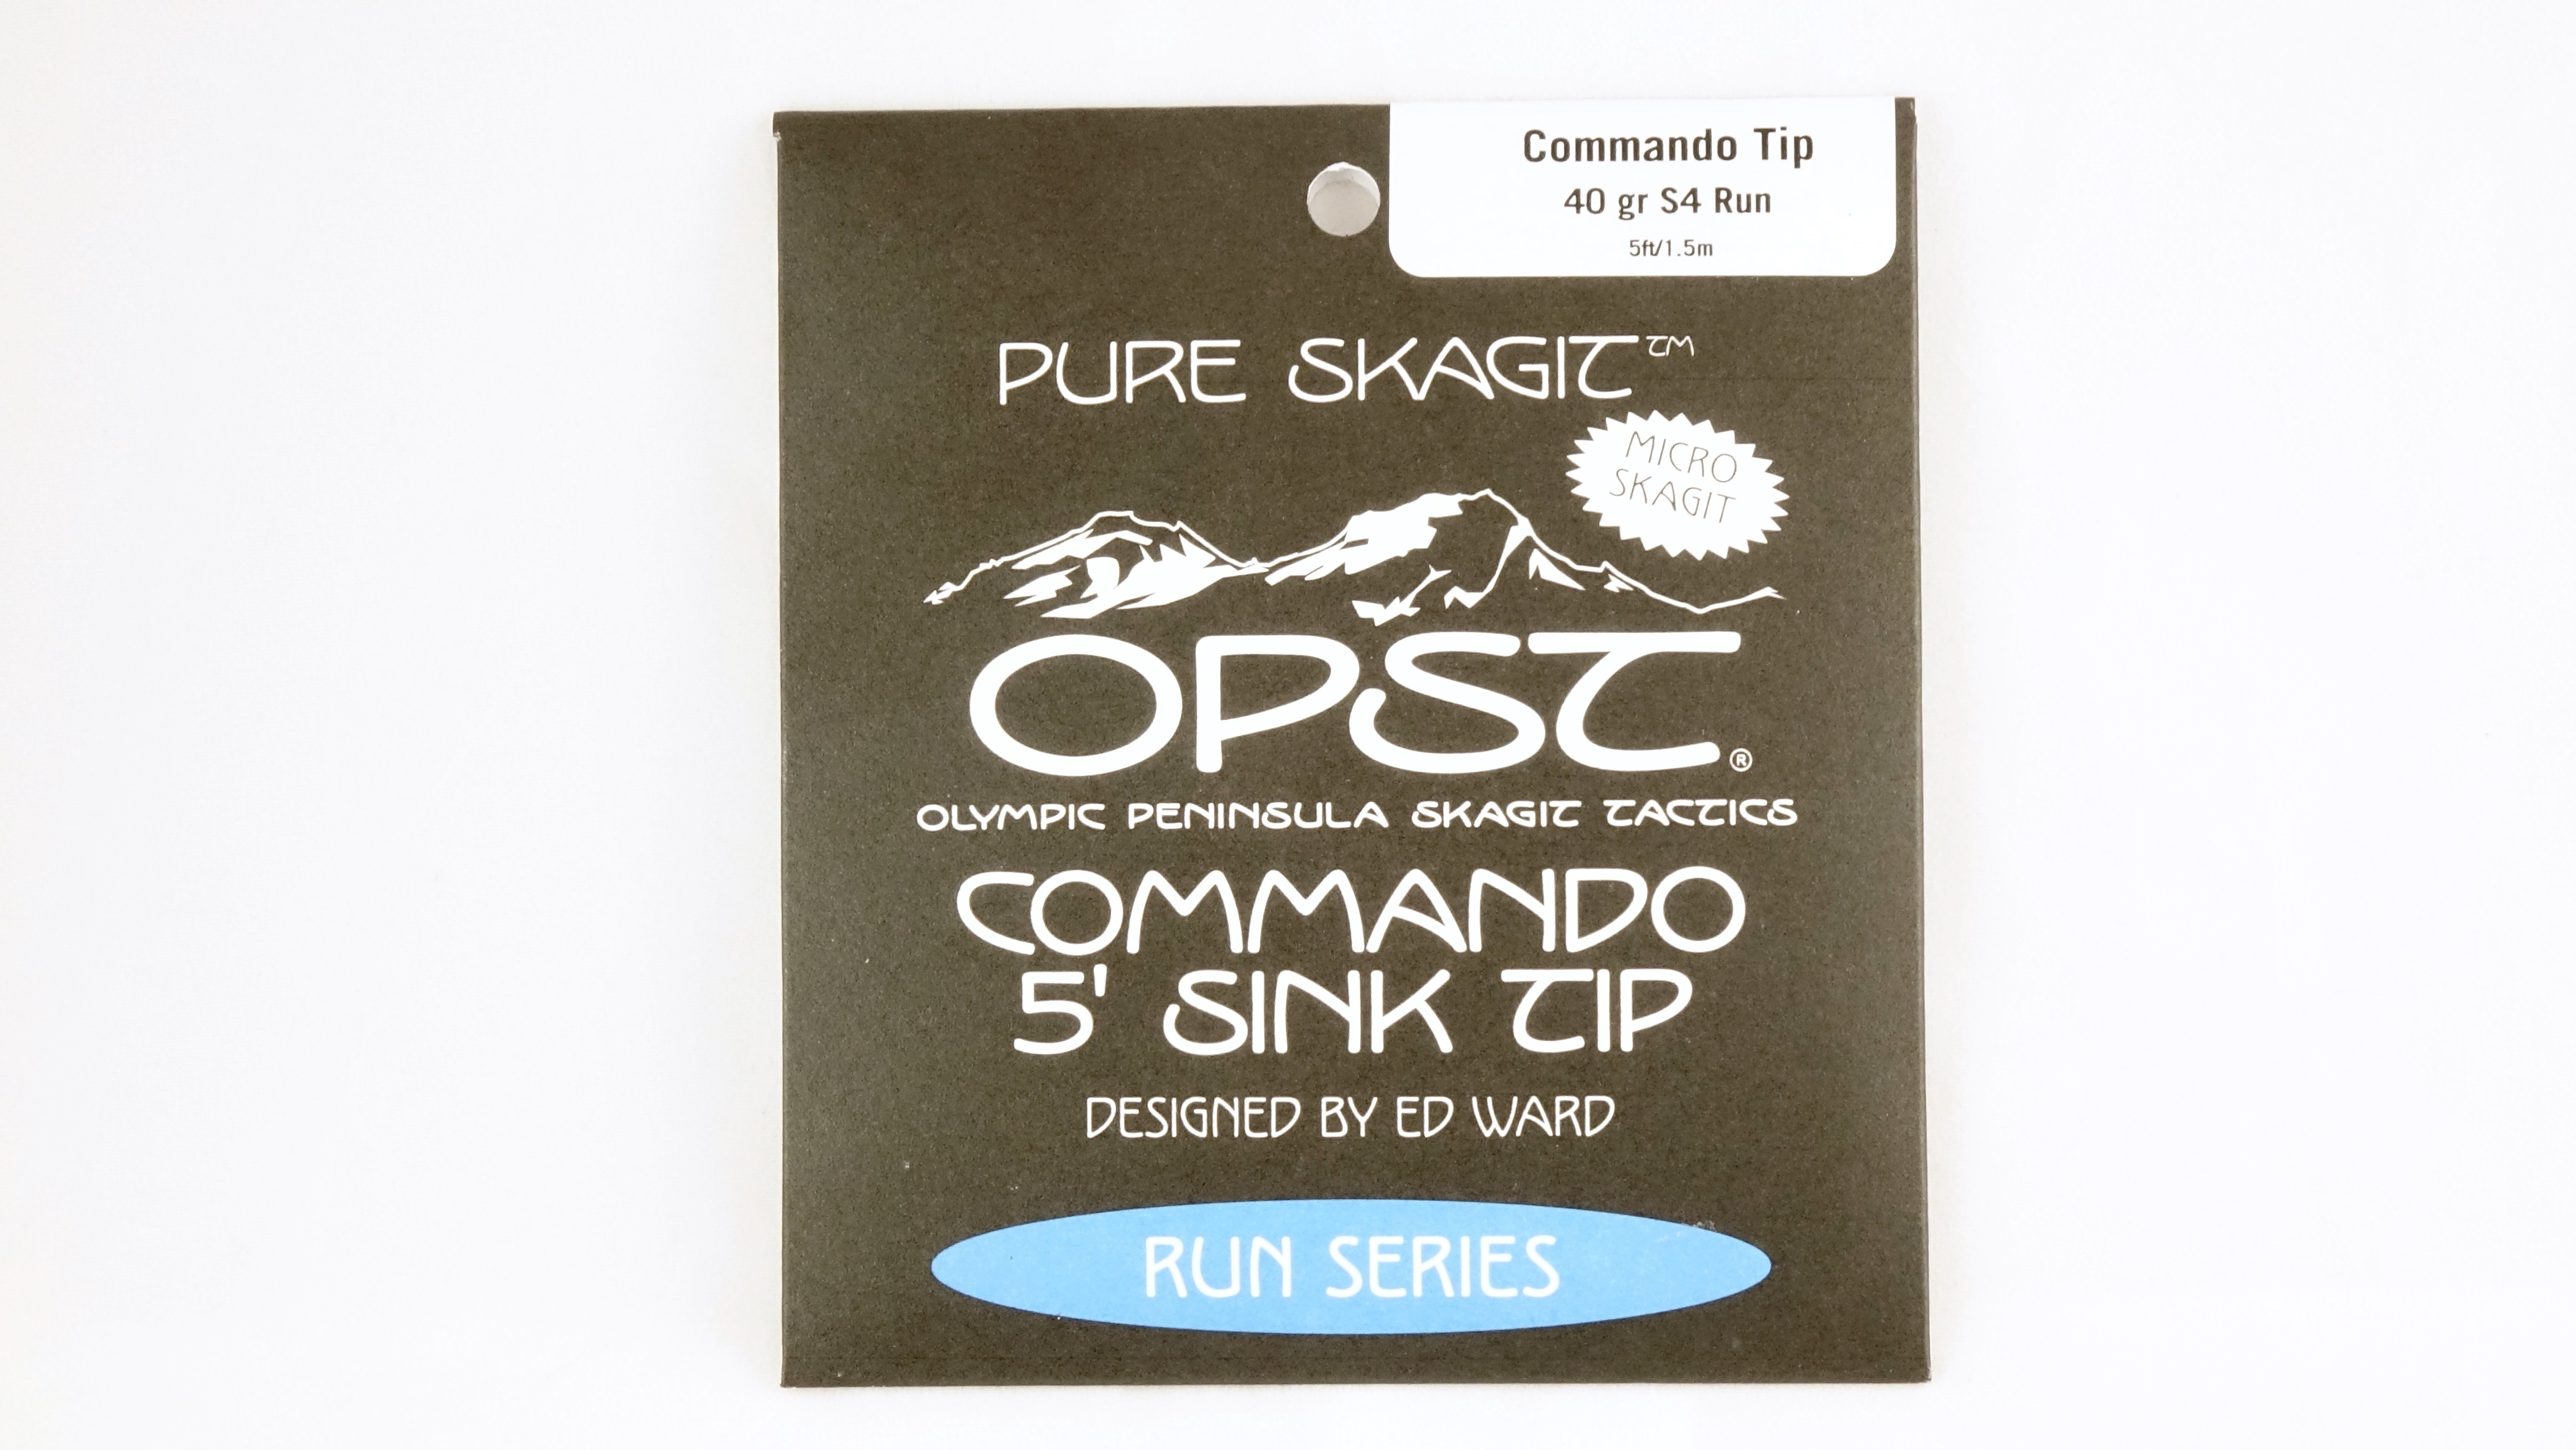 Commando Tip
40 gr S4 Run
5ft/1.5m
PURE SKAGIT™
MICRO
SKAGIT
OPST®
OLYMPIC PENINSULA SKAGIT TACTICS
COMMANDO
5' SINK TIP
DESIGNED BY ED WARD
RUN SERIES